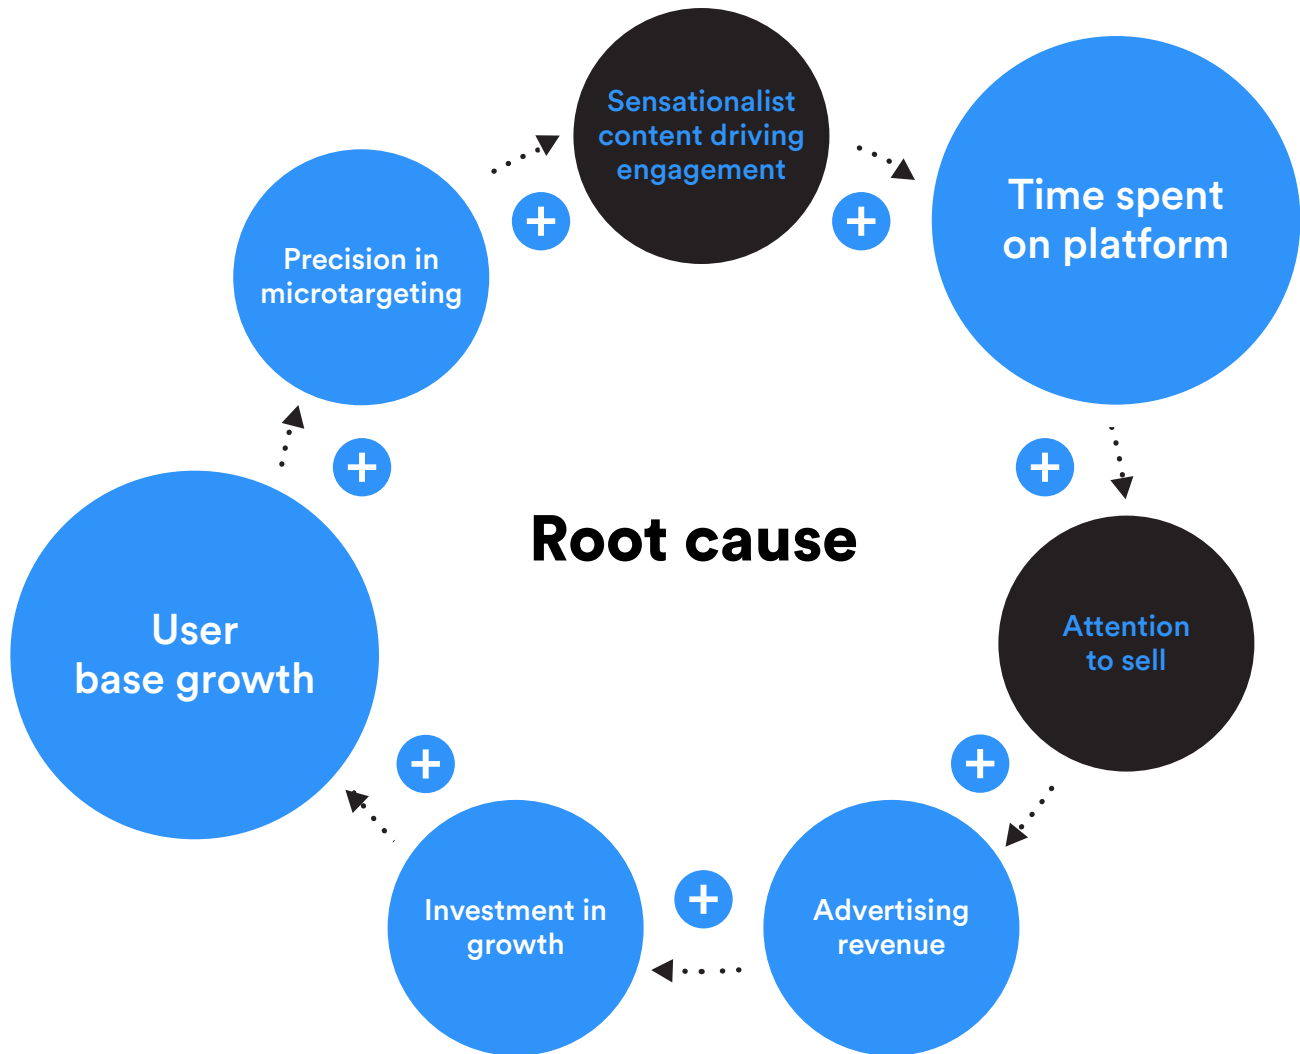 Sensationalist
content driving
engagement
Time spent
on platform
Precision in
microtargeting
+
+
+
+
Root cause
User
base growth
Attention
to sell
+
+
+
Investment in
growth
Advertising
revenue